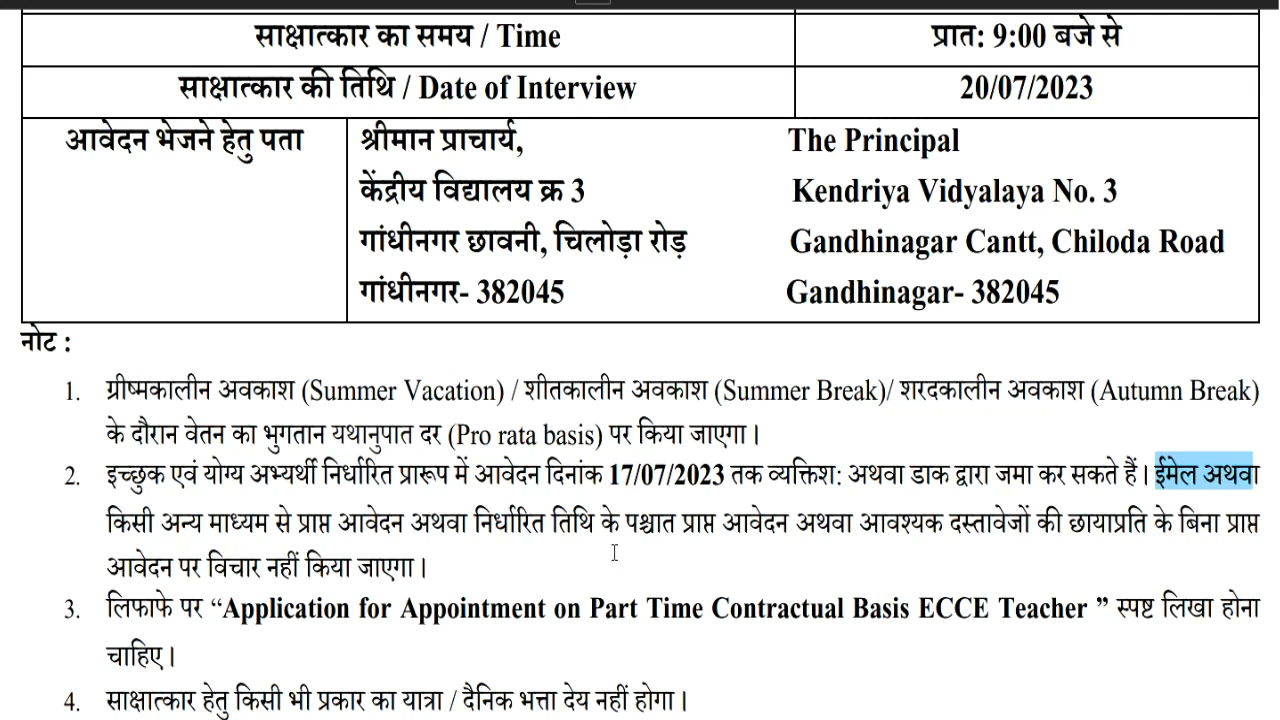 साक्षात्कार का समय / Time प्रात: 9:00 बजे से
साक्षात्कार की तिथि / Date of Interview 20/07/2023
आवेदन भेजने हेतु पता श्रीमान प्राचार्य, The Principal
केंद्रीय विद्यालय क्र 3 Kendriya Vidyalaya No. 3
गांधीनगर छावनी, चिलोड़ा रोड़ Gandhinagar Cantt, Chiloda Road
गांधीनगर- 382045 Gandhinagar- 382045
नोट :
1. ग्रीष्मकालीन अवकाश (Summer Vacation) / शीतकालीन अवकाश (Summer Break)/ शरदकालीन अवकाश (Autumn Break)
के दौरान वेतन का भुगतान यथानुपात दर (Pro rata basis) पर किया जाएगा।
2. इच्छुक एवं योग्य अभ्यर्थी निर्धारित प्रारूप में आवेदन दिनांक 17/07/2023 तक व्यक्तिश: अथवा डाक द्वारा जमा कर सकते हैं। ईमेल अथवा
किसी अन्य माध्यम से प्राप्त आवेदन अथवा निर्धारित तिथि के पश्चात प्राप्त आवेदन अथवा आवश्यक दस्तावेजों की छायाप्रति के बिना प्राप्त
आवेदन पर विचार नहीं किया जाएगा।
3. लिफाफे पर “Application for Appointment on Part Time Contractual Basis ECCE Teacher ” स्पष्ट लिखा होना
चाहिए।
4. साक्षात्कार हेतु किसी भी प्रकार का यात्रा / दैनिक भत्ता देय नहीं होगा।